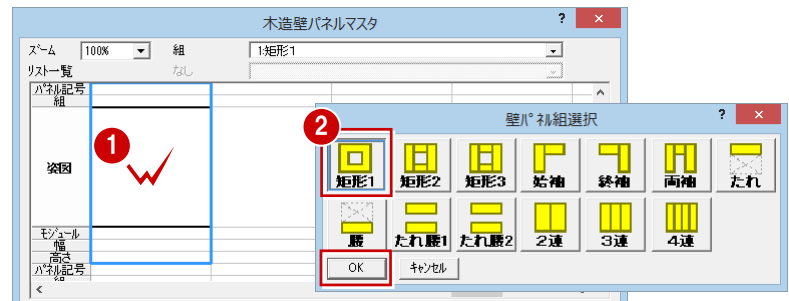 木造壁パネルマスタ ? ×
ズーム 100% 組 1:矩形1
リスト一覧 なし
パネル記号
組
姿図
1
モジュール
幅
高さ
パネル記号
組
2
壁パネル組選択 ? ×
矩形1 矩形2 矩形3 始袖 終袖 両袖 たれ
腰 たれ腰1 たれ腰2 2連 3連 4連
OK キャンセル